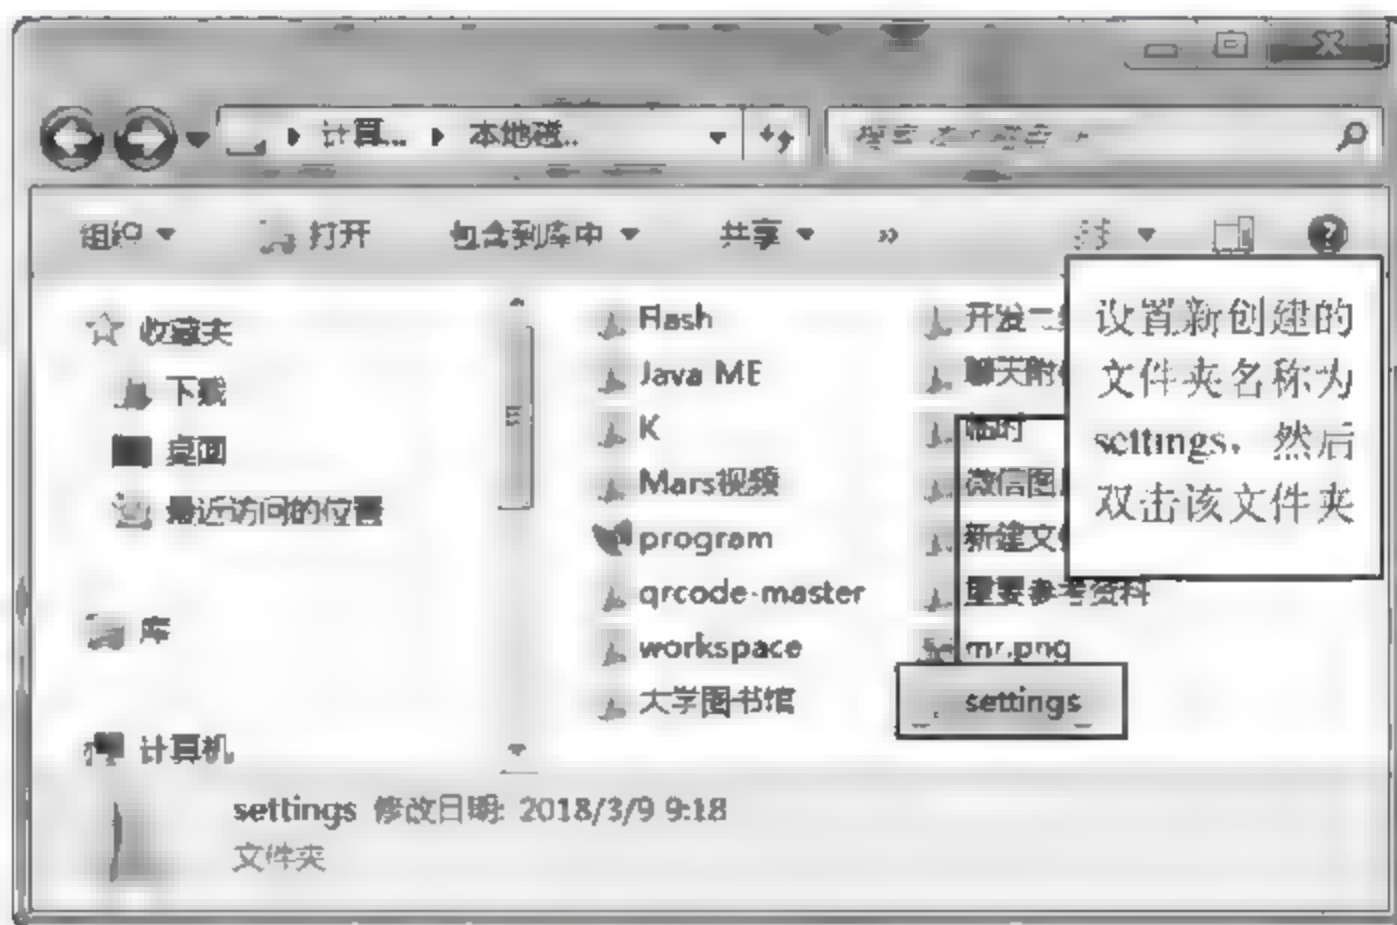 计算... 本地磁..
组织 打开 包含到库中 共享 »
收藏夹
下载
桌面
最近访问的位置
库
计算机
Flash
Java ME
K
Mars视频
program
qrcode-master
workspace
大学图书馆
开发二
聊天附
临时
微信图
新建文
重要参考资料
mr.png
settings
设置新创建的
文件夹名称为
settings，然后
双击该文件夹
settings 修改日期: 2018/3/9 9:18
文件夹